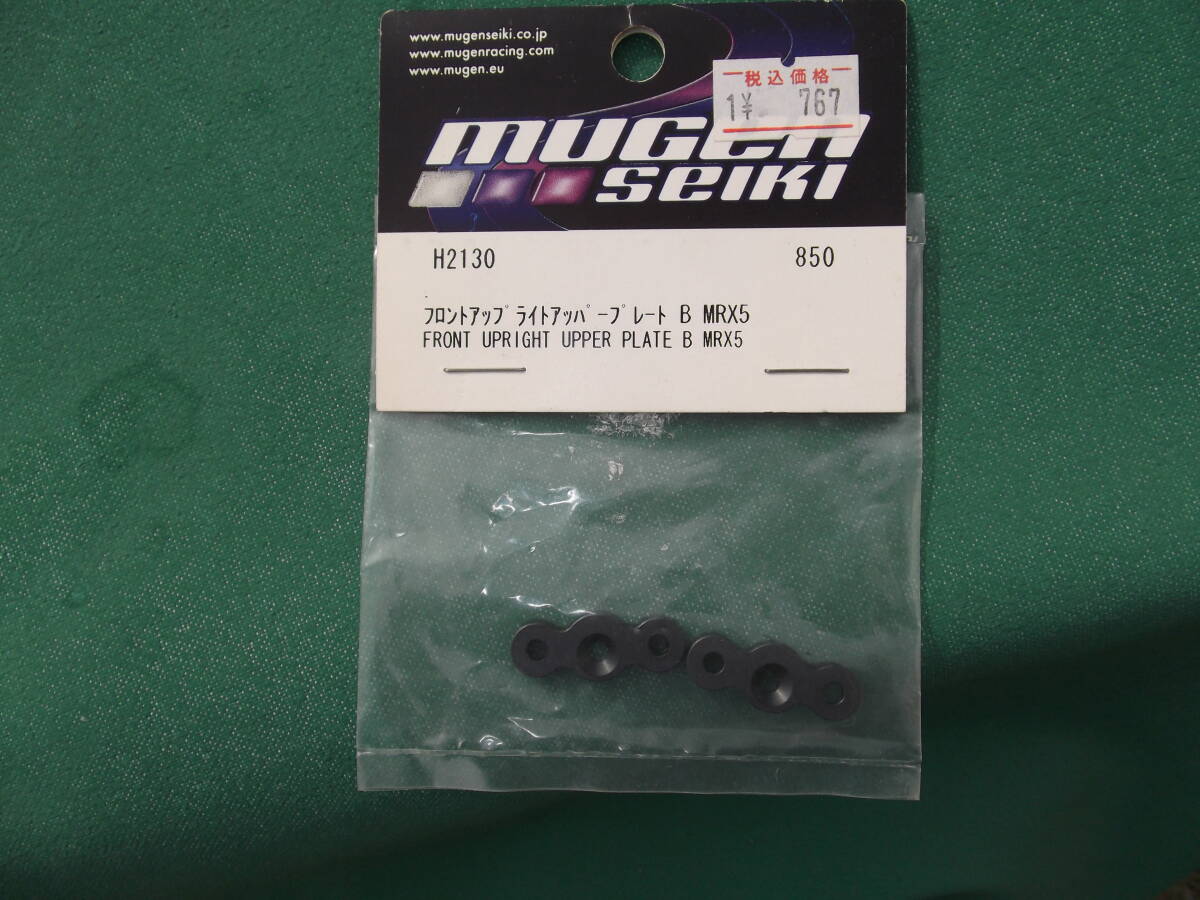 www.mugenseiki.co.jp
www.mugenracing.com
www.mugen.eu
税込価格
1¥ 767
mugen
seiki
H2130 850
ﾌﾛﾝﾄｱｯﾌﾟﾗｲﾄｱｯﾊﾟｰﾌﾟﾚｰﾄ B MRX5
FRONT UPRIGHT UPPER PLATE B MRX5